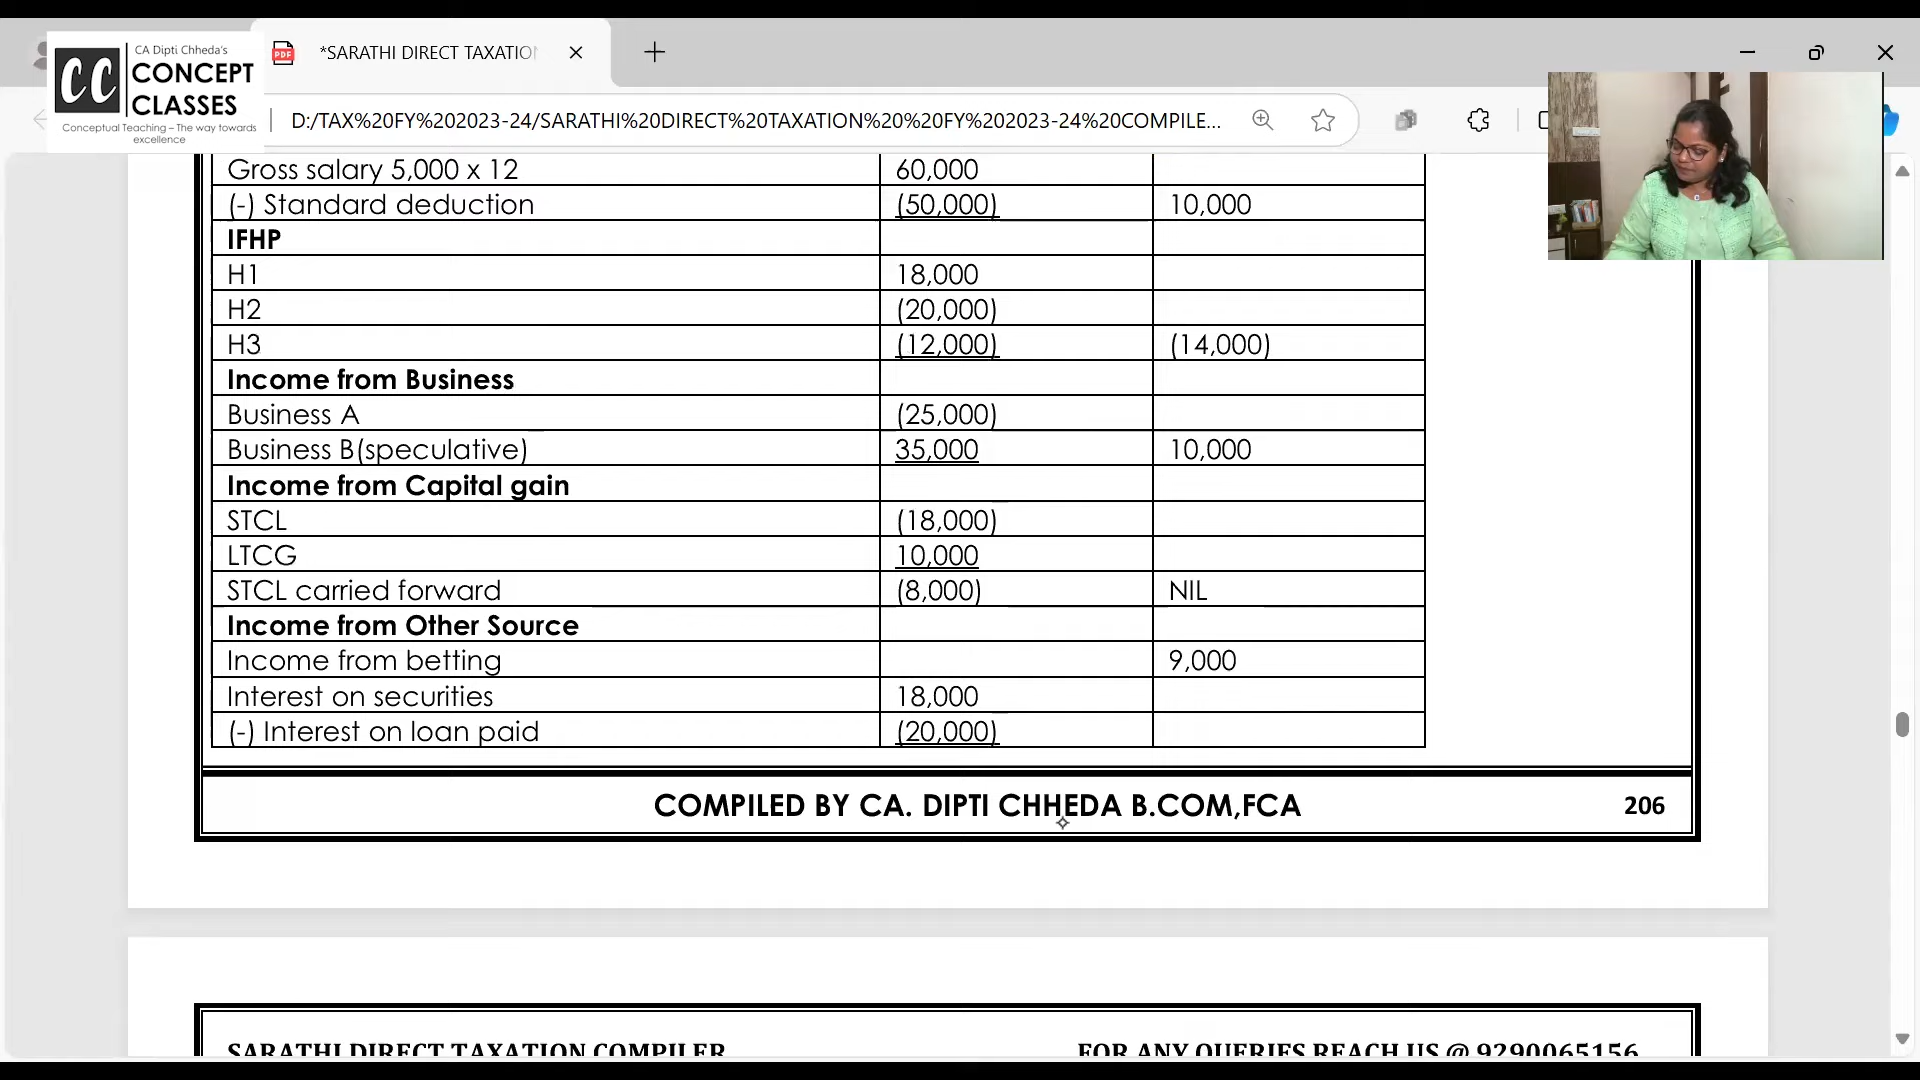 CA Dipti Chheda's
CONCEPT
CLASSES
Conceptual Teaching – The way towards
excellence
CC
PDF
*SARATHI DIRECT TAXATIO
D:/TAX%20FY%202023-24/SARATHI%20DIRECT%20TAXATION%20%20FY%202023-24%20COMPILE...
Gross salary 5,000 x 12 60,000
(-) Standard deduction (50,000) 10,000
IFHP
H1 18,000
H2 (20,000)
H3 (12,000) (14,000)
Income from Business
Business A (25,000)
Business B(speculative) 35,000 10,000
Income from Capital gain
STCL (18,000)
LTCG 10,000
STCL carried forward (8,000) NIL
Income from Other Source
Income from betting 9,000
Interest on securities 18,000
(-) Interest on loan paid (20,000)
COMPILED BY CA. DIPTI CHHEDA B.COM,FCA 206
SARATHI DIRECT TAXATION COMPILER FOR ANY QUERIES REACH US @ 9290065156